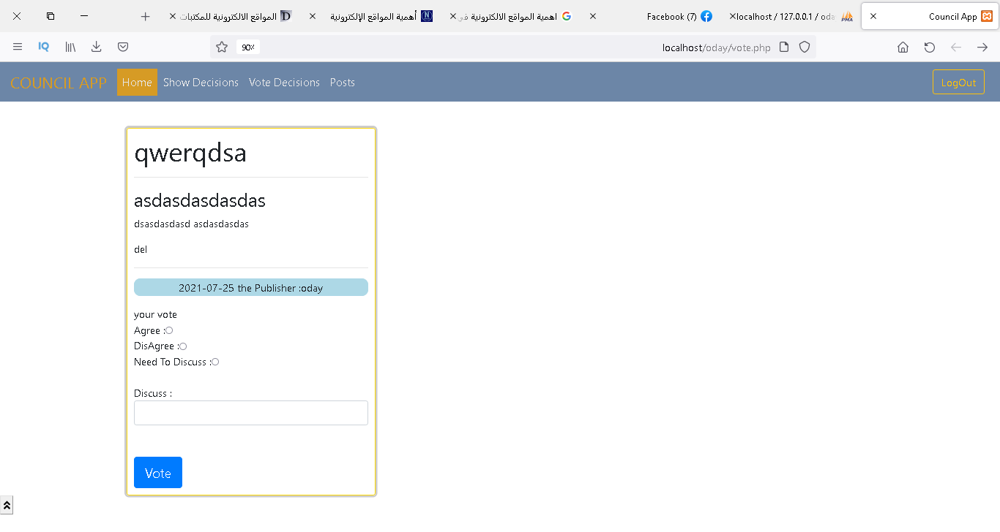 المواقع الالكترونية للمكتبات
أهمية المواقع الإلكترونية
اهمية المواقع الالكترونية في
Facebook (7)
localhost / 127.0.0.1 / oda
Council App
IQ
90٪
localhost/oday/vote.php
COUNCIL APP
Home
Show Decisions
Vote Decisions
Posts
LogOut
qwerqdsa
asdasdasdasdas
dsasdasdasd asdasdasdas
del
2021-07-25 the Publisher :oday
your vote
Agree :
DisAgree :
Need To Discuss :
Discuss :
Vote